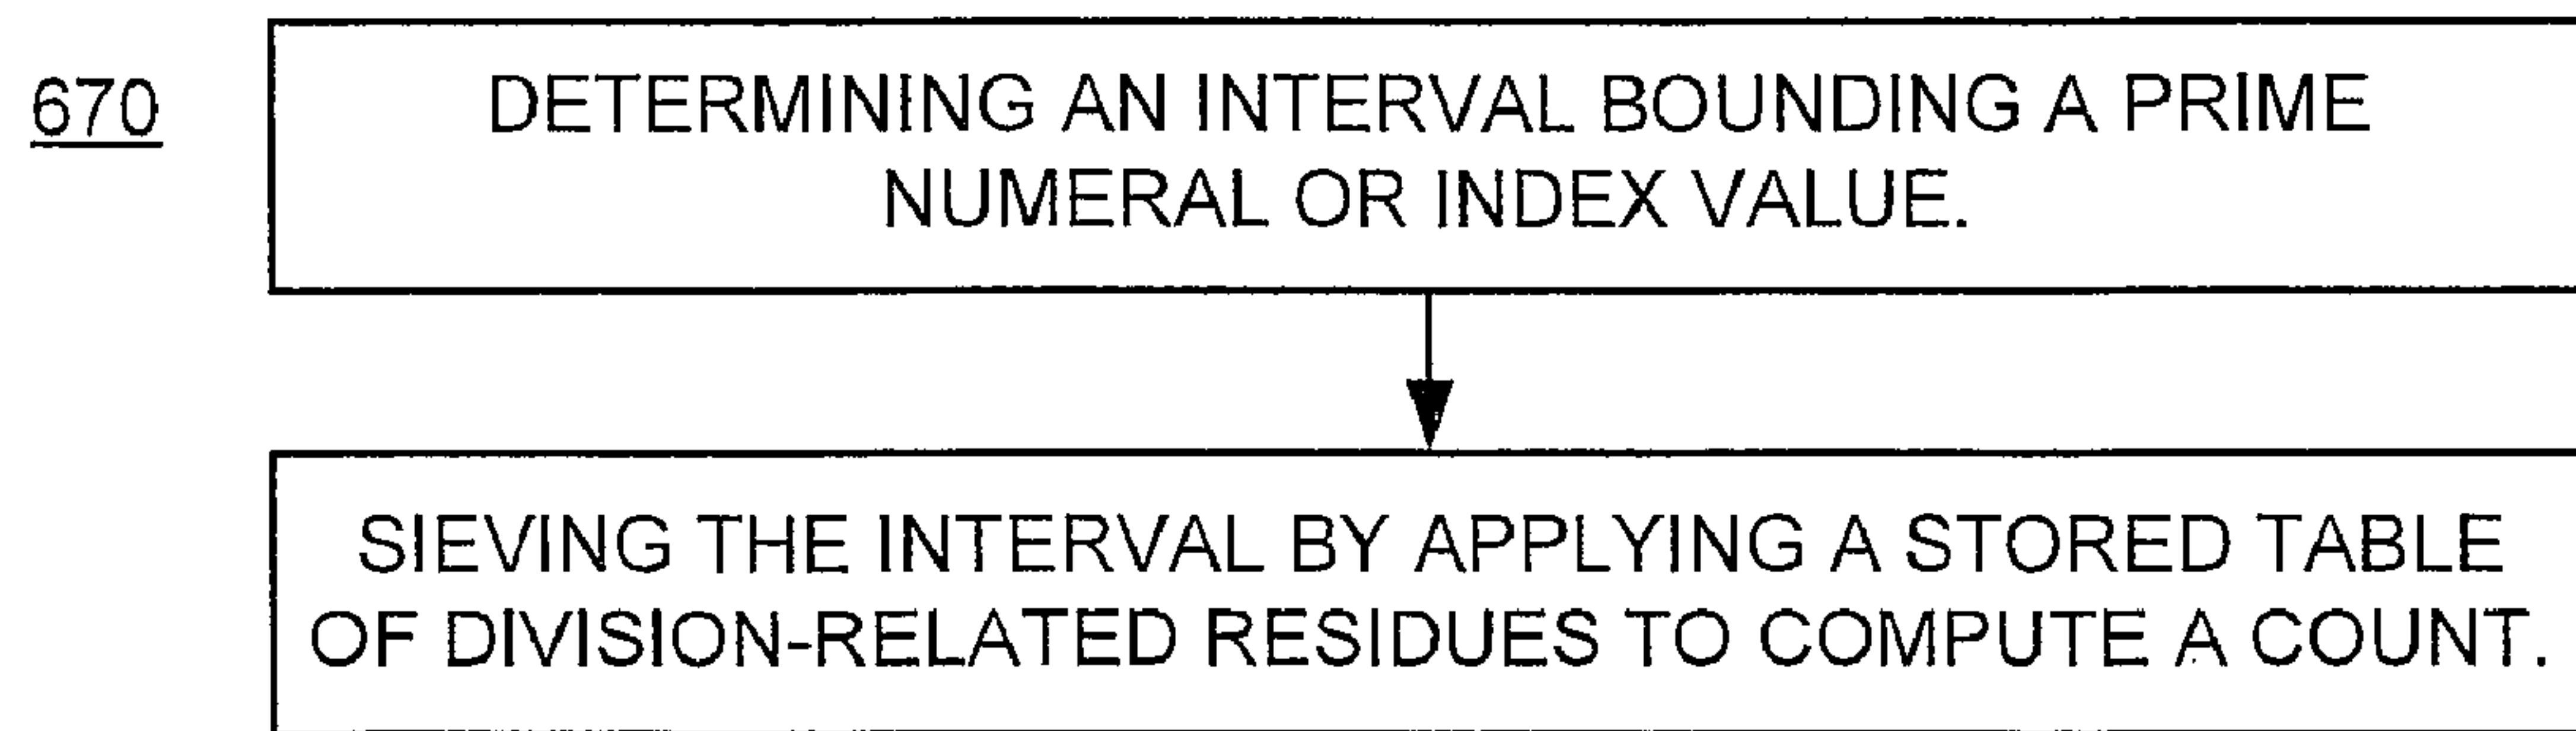 670
DETERMINING AN INTERVAL BOUNDING A PRIME
NUMERAL OR INDEX VALUE.
SIEVING THE INTERVAL BY APPLYING A STORED TABLE
OF DIVISION-RELATED RESIDUES TO COMPUTE A COUNT.